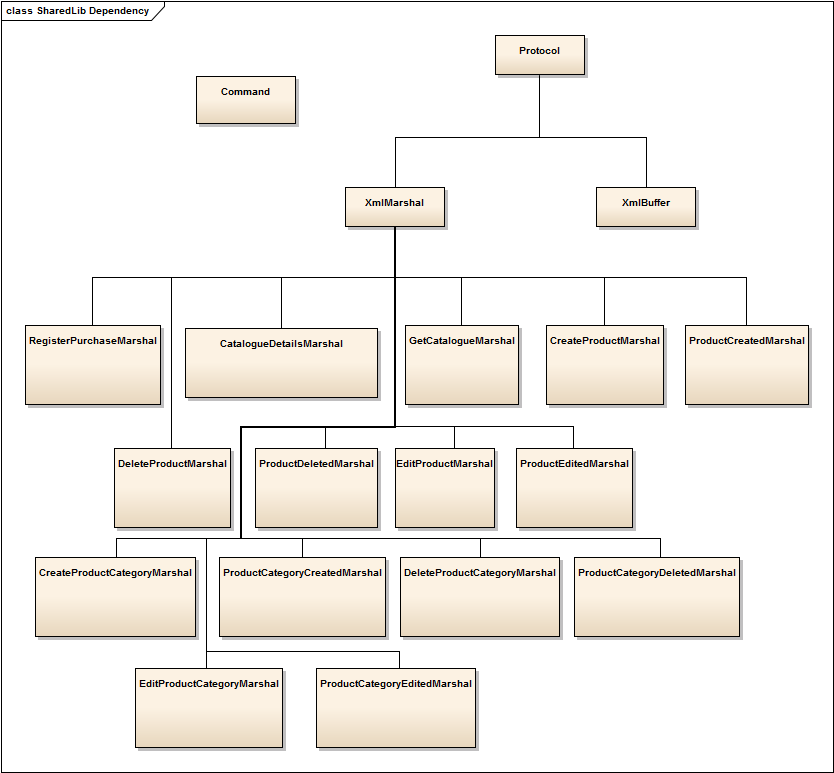 class SharedLib Dependency
Protocol
Command
XmlMarshal
XmlBuffer
RegisterPurchaseMarshal
CatalogueDetailsMarshal
GetCatalogueMarshal
CreateProductMarshal
ProductCreatedMarshal
DeleteProductMarshal
ProductDeletedMarshal
EditProductMarshal
ProductEditedMarshal
CreateProductCategoryMarshal
ProductCategoryCreatedMarshal
DeleteProductCategoryMarshal
ProductCategoryDeletedMarshal
EditProductCategoryMarshal
ProductCategoryEditedMarshal